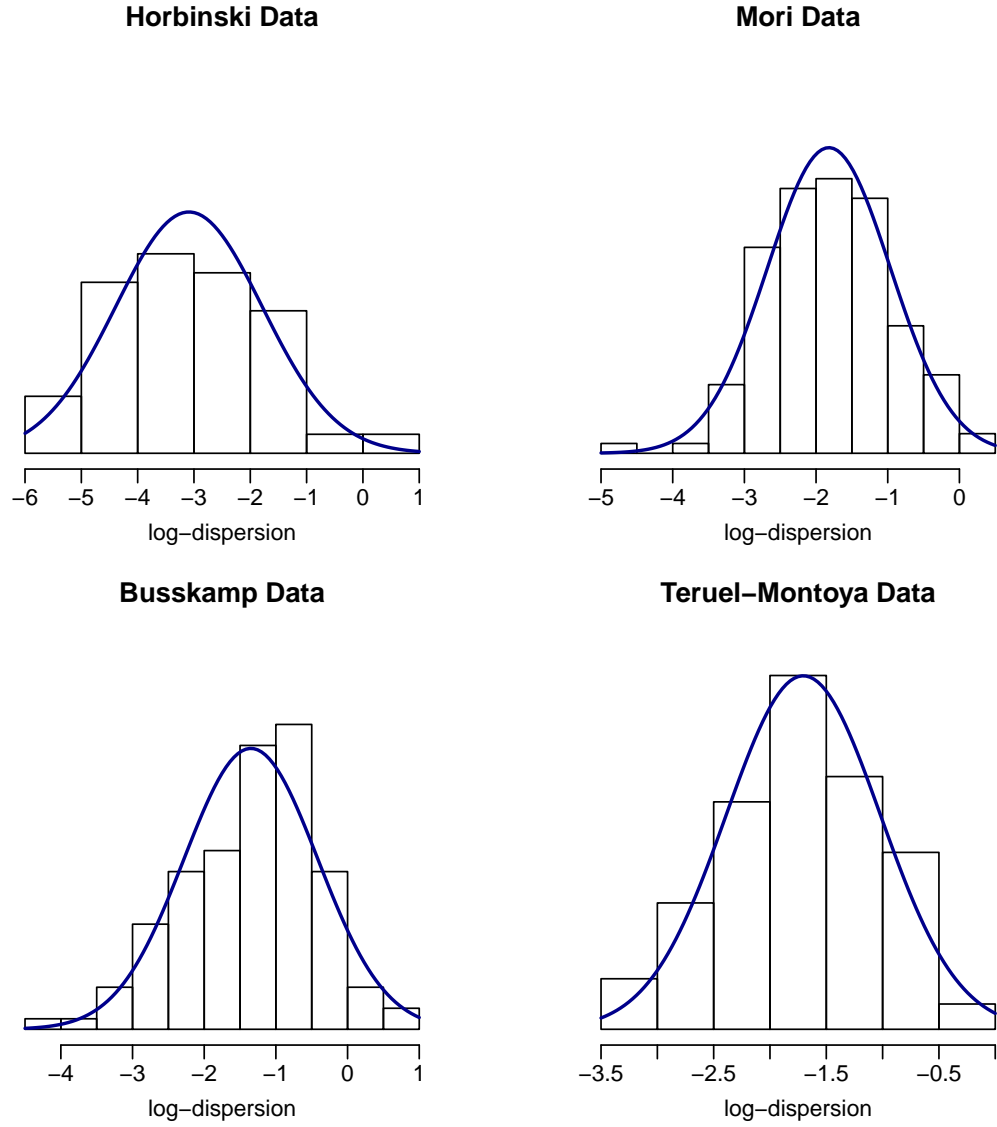 Horbinski Data
Mori Data
−6 −5 −4 −3 −2 −1 0 1
log−dispersion
−5 −4 −3 −2 −1 0
log−dispersion
Busskamp Data
Teruel−Montoya Data
−4 −3 −2 −1 0 1
log−dispersion
−3.5 −2.5 −1.5 −0.5
log−dispersion